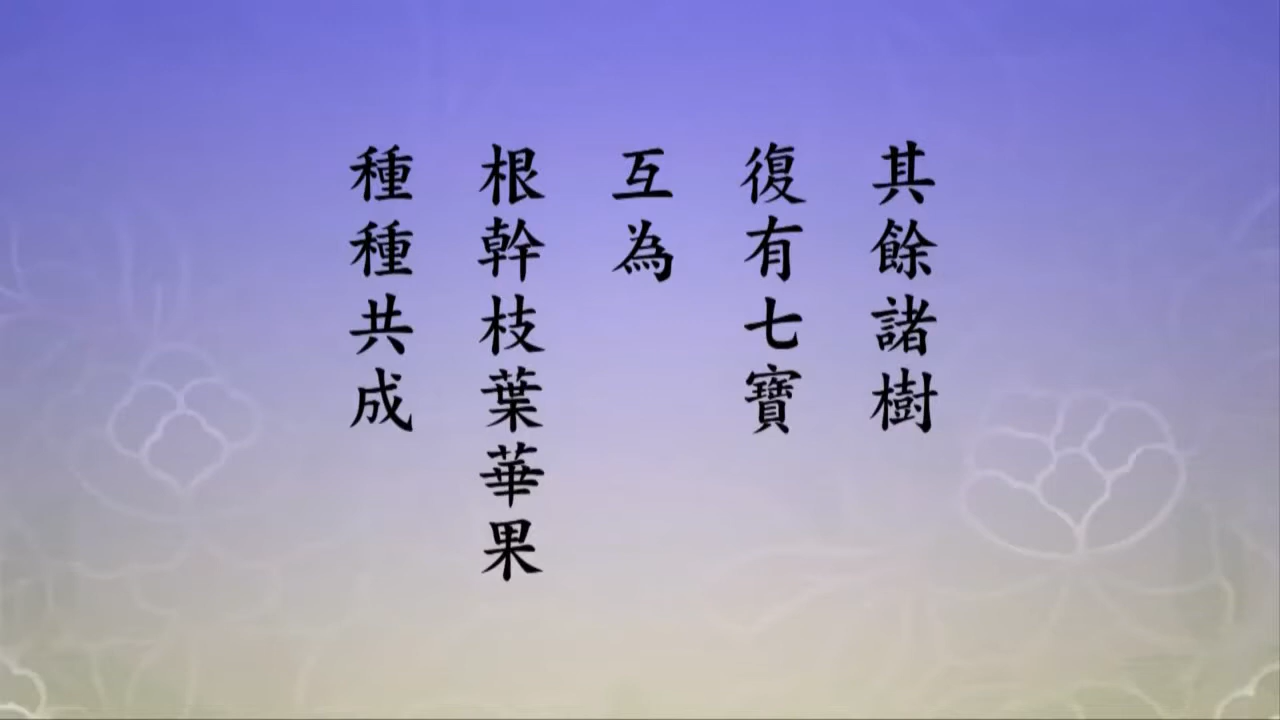 其餘諸樹
復有七寶
互為
根幹枝葉華果
種種共成